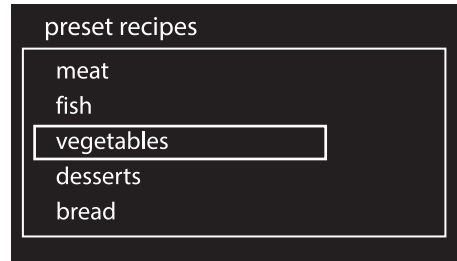 preset recipes
meat
fish
vegetables
desserts
bread